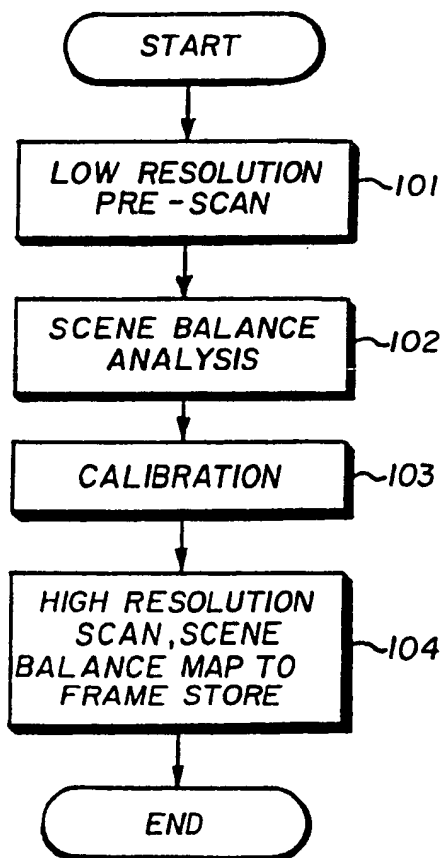 START
LOW RESOLUTION
PRE-SCAN
101
SCENE BALANCE
ANALYSIS
102
CALIBRATION
103
HIGH RESOLUTION
SCAN, SCENE
BALANCE MAP TO
FRAME STORE
104
END